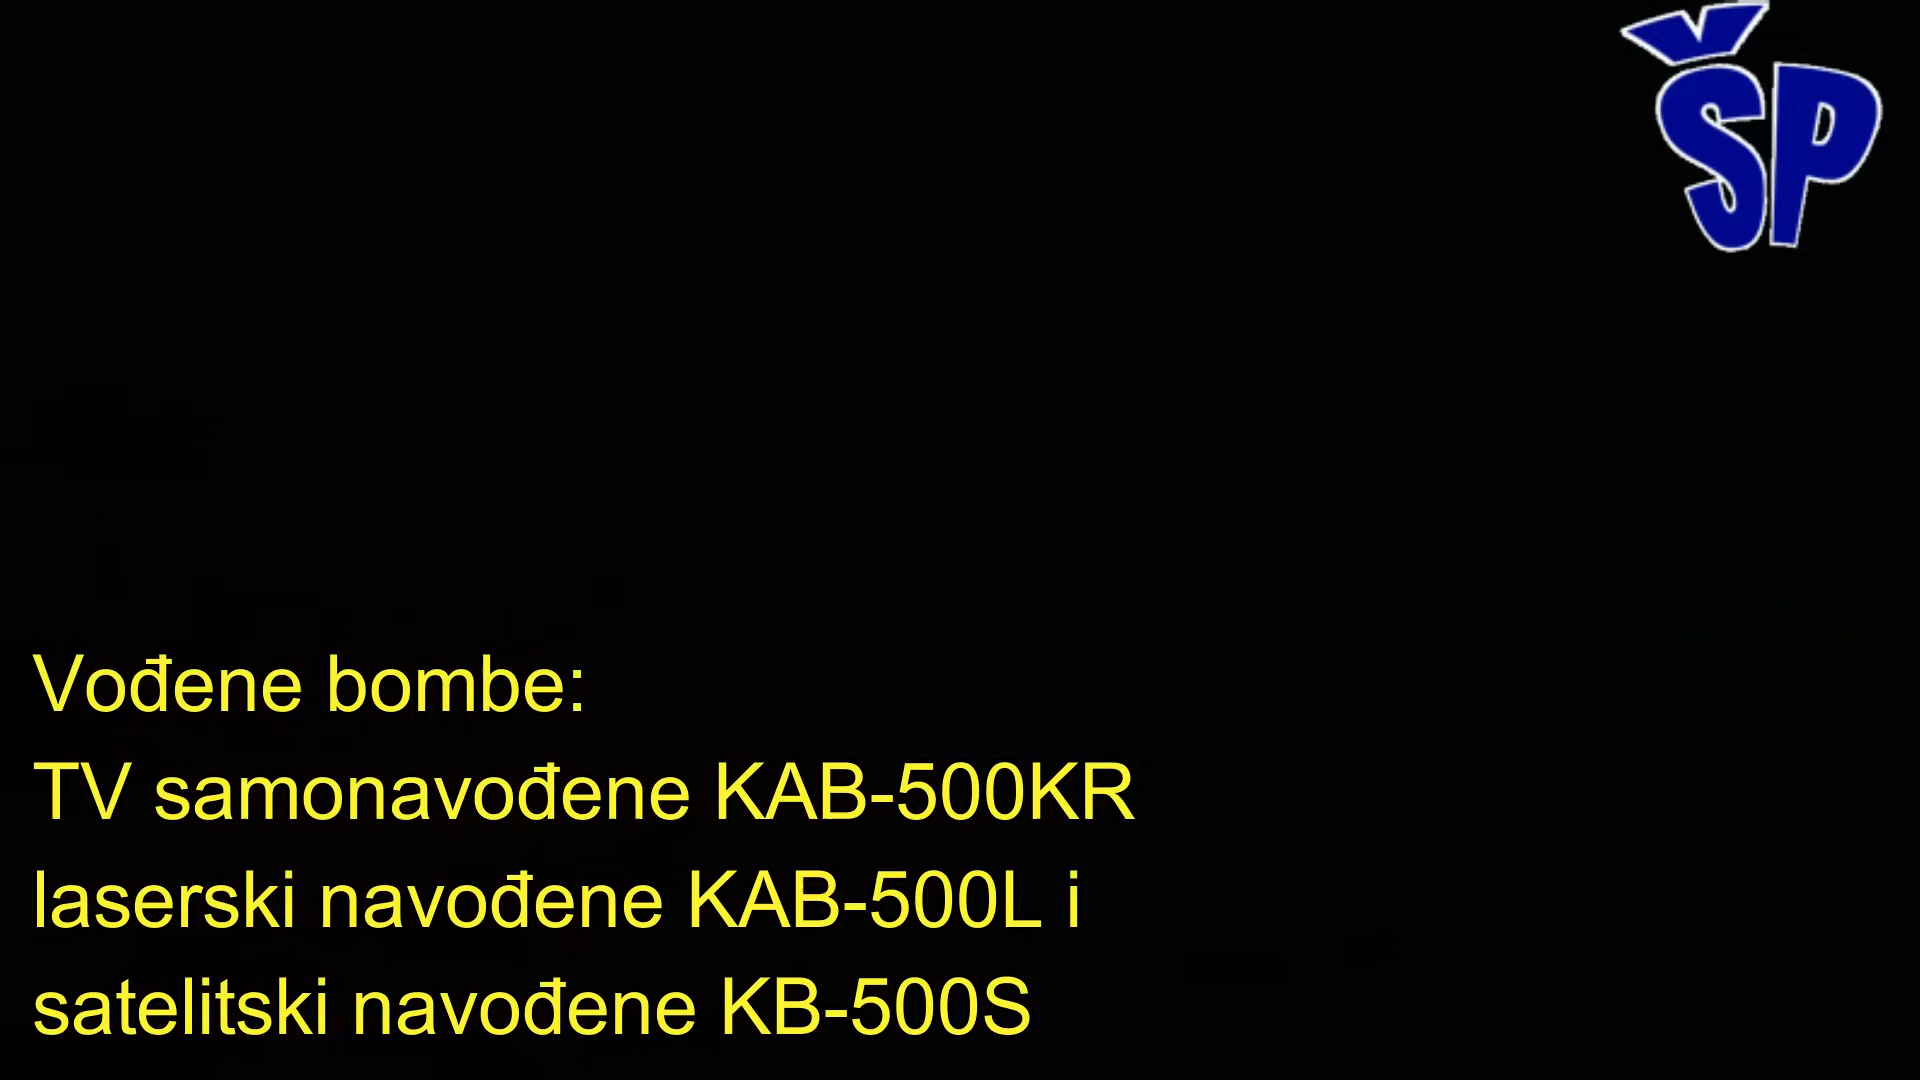 ŠP
Vođene bombe:
TV samonavođene KAB-500KR
laserski navođene KAB-500L i
satelitski navođene KB-500S